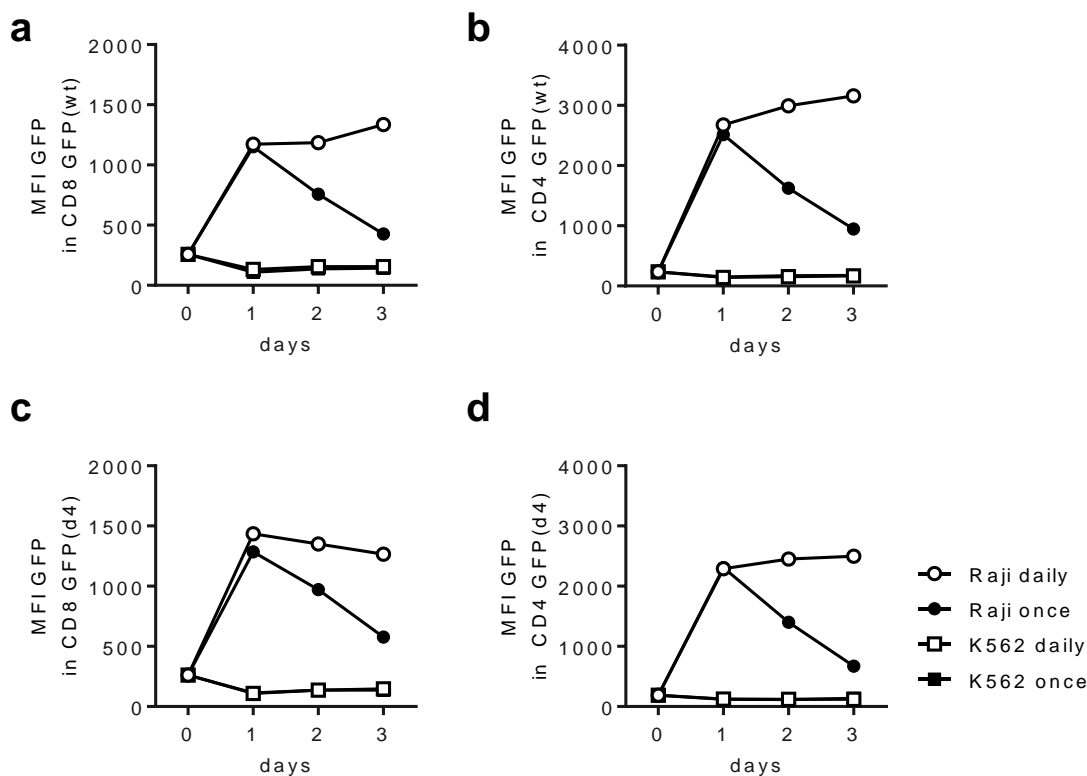 a
MFI GFP
in CD8 GFP(wt)
2000
1500
1000
500
0
0 1 2 3
days
b
MFI GFP
in CD4 GFP(wt)
4000
3000
2000
1000
0
0 1 2 3
days
c
MFI GFP
in CD8 GFP(d4)
2000
1500
1000
500
0
0 1 2 3
days
d
MFI GFP
in CD4 GFP(d4)
4000
3000
2000
1000
0
0 1 2 3
days
Raji daily
Raji once
K562 daily
K562 once